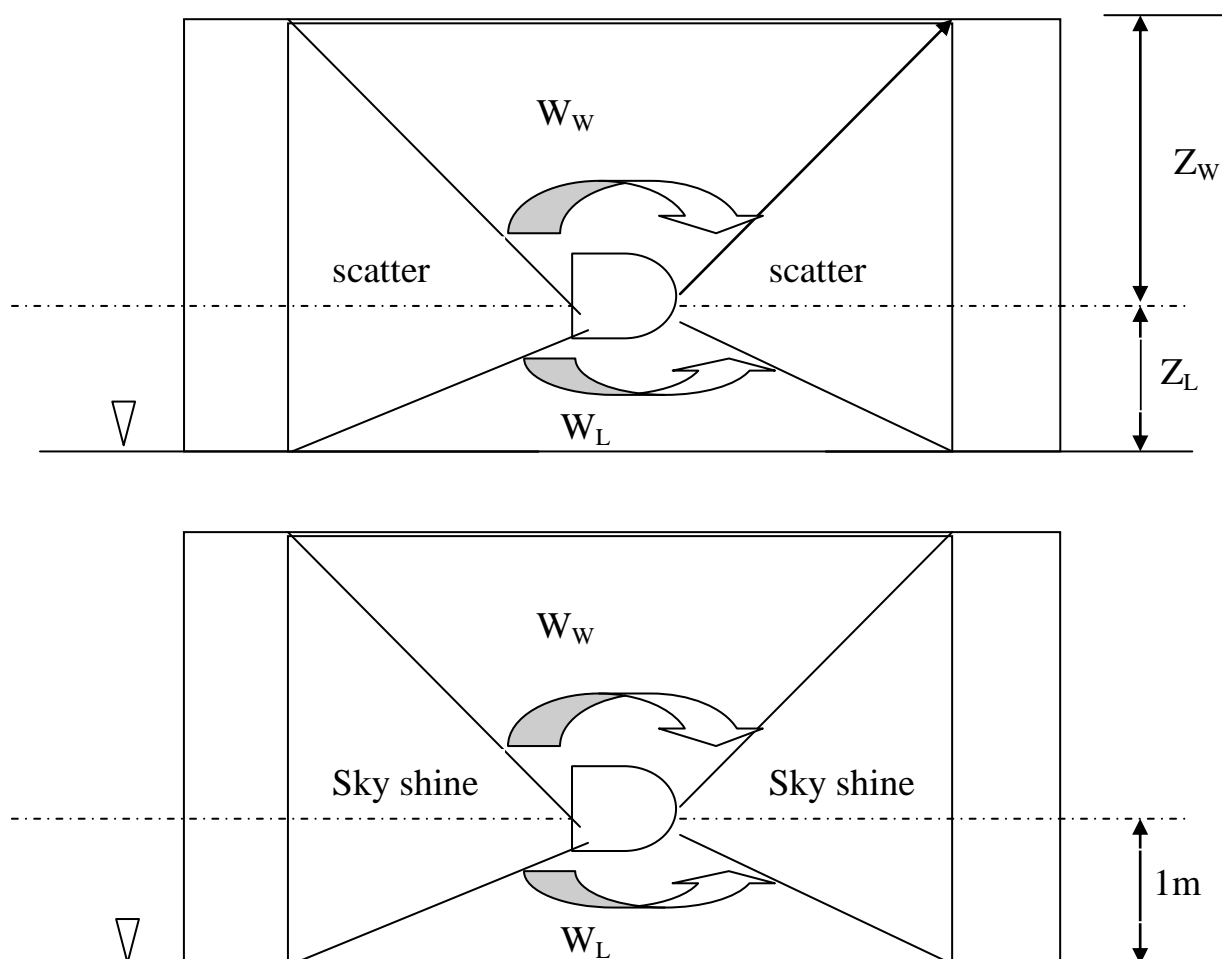 W_W
Z_W
scatter scatter
Z_L
W_L
W_W
Sky shine Sky shine
1m
W_L